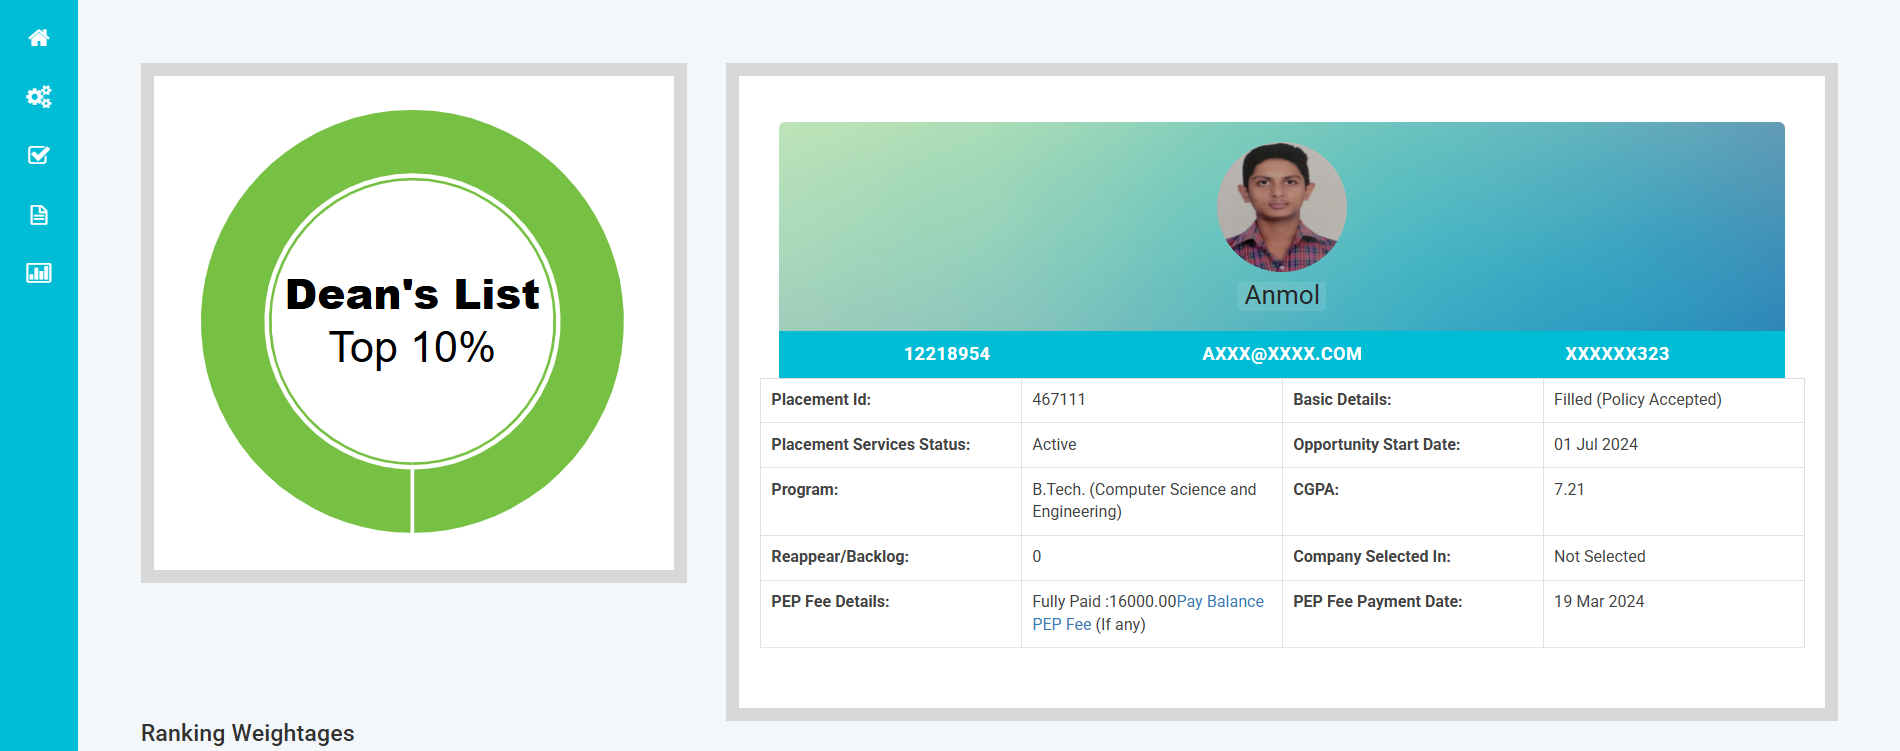 Dean's List
Top 10%
Anmol
12218954 AXXX@XXXX.COM XXXXXX323
Placement Id: 467111 Basic Details: Filled (Policy Accepted)
Placement Services Status: Active Opportunity Start Date: 01 Jul 2024
Program: B.Tech. (Computer Science and CGPA: 7.21
Engineering)
Reappear/Backlog: 0 Company Selected In: Not Selected
PEP Fee Details: Fully Paid :16000.00Pay Balance PEP Fee Payment Date: 19 Mar 2024
PEP Fee (If any)
Ranking Weightages